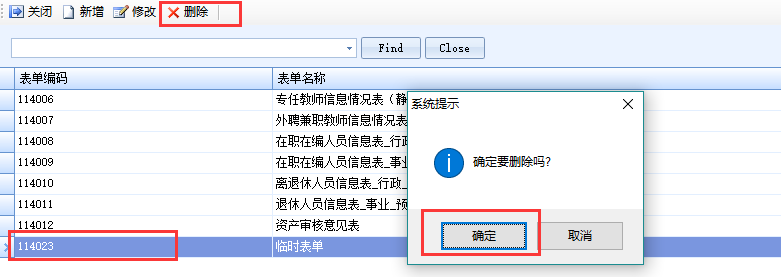 关闭 新增 修改 删除
Find Close
表单编码 表单名称
114006 专任教师信息情况表（静
114007 外聘兼职教师信息情况表
114008 在职在编人员信息表_行政
114009 在职在编人员信息表_事业
114010 离退休人员信息表_行政_
114011 退休人员信息表_事业_预
114012 资产审核意见表
114023 临时表单
系统提示
确定要删除吗?
确定 取消